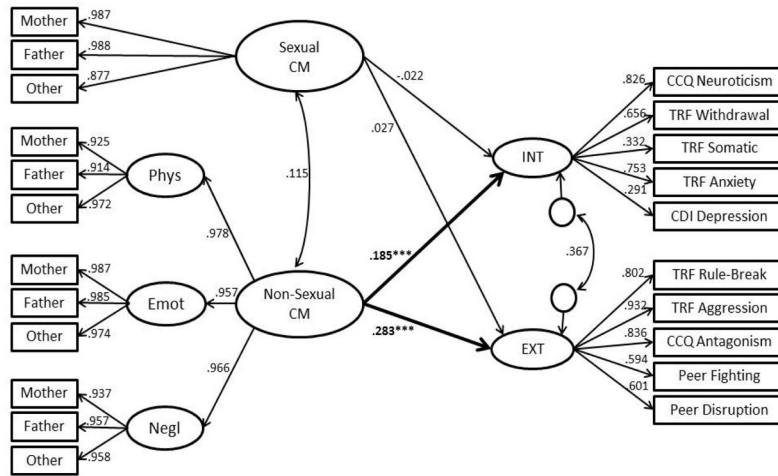 Mother
.987
Father
.988
Other
.877
Sexual
CM
-.022
.027
.115
Mother
.925
Father
.914
Other
.972
Phys
.978
Mother
.987
Father
.985
Other
.974
Emot
.957
Non-Sexual
CM
.185***
.283***
.966
Mother
.937
Father
.957
Other
.958
Negl
INT
.826
CCQ Neuroticism
.656
TRF Withdrawal
.332
TRF Somatic
.753
TRF Anxiety
.291
CDI Depression
.367
EXT
.802
TRF Rule-Break
.932
TRF Aggression
.836
CCQ Antagonism
.594
Peer Fighting
.601
Peer Disruption